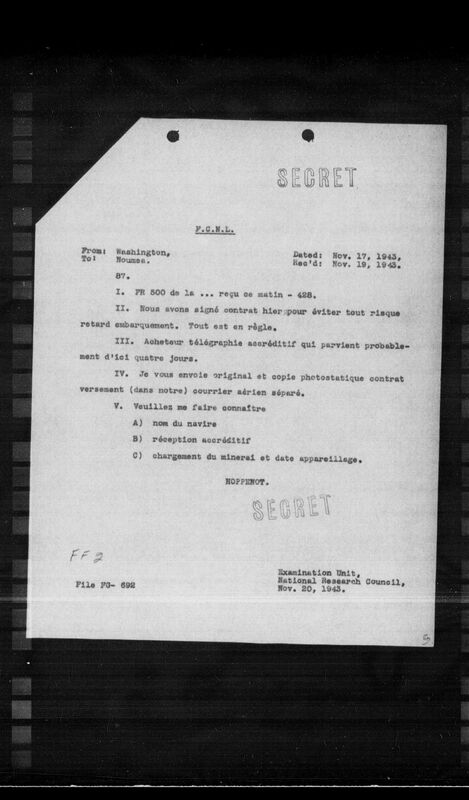 SECRET
F.C.N.L.
From: Washington,
To: Noumea.
Dated: Nov. 17, 1943.
Rec'd: Nov. 19, 1943.
87.
I. FR 500 de la ... reçu ce matin - 428.
II. Nous avons signé contrat hier pour éviter tout risque
retard embarquement. Tout est en règle.
III. Acheteur télégraphie accréditif qui parvient probable-
ment d'ici quatre jours.
IV. Je vous envoie original et copie photostatique contrat
versement (dans notre) courrier aérien séparé.
V. Veuillez me faire connaître
A) nom du navire
B) réception accréditif
C) chargement du minerai et date appareillage.
HOPPENOT.
SECRET
FF2
File FG- 692
Examination Unit,
National Research Council,
Nov. 20, 1943.